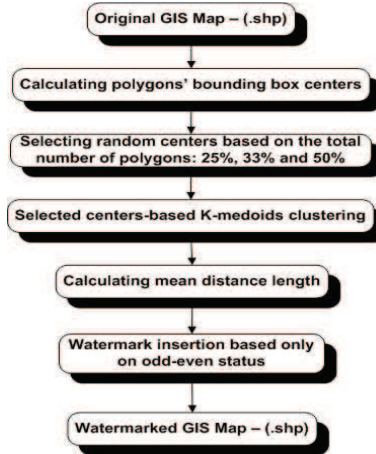 Original GIS Map – (.shp)
Calculating polygons’ bounding box centers
Selecting random centers based on the total
number of polygons: 25%, 33% and 50%
Selected centers-based K-medoids clustering
Calculating mean distance length
Watermark insertion based only
on odd-even status
Watermarked GIS Map – (.shp)